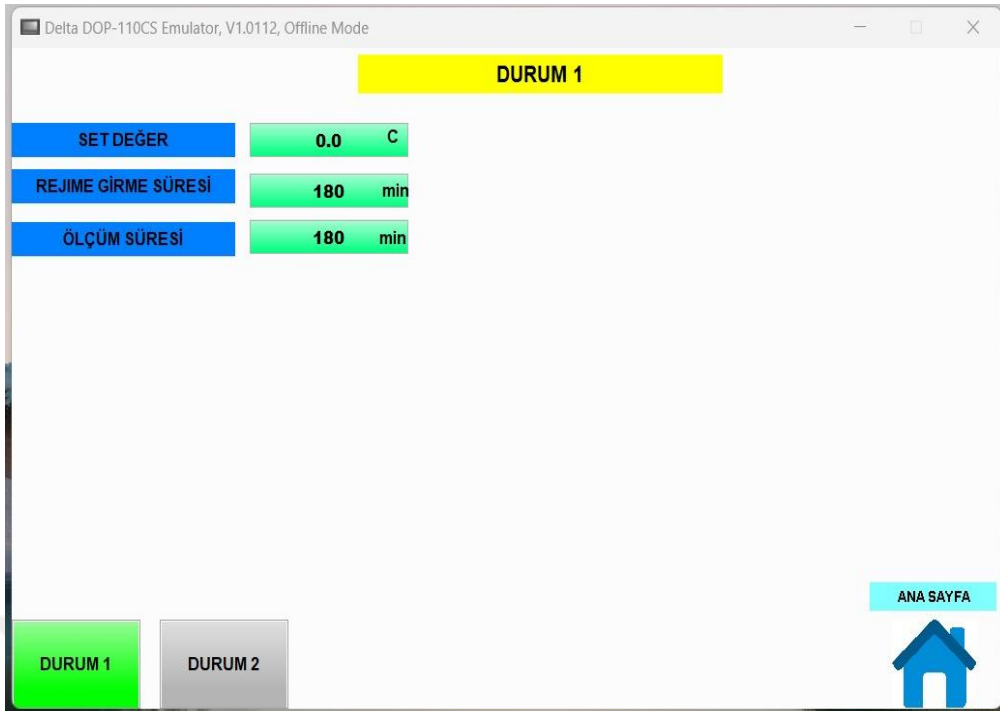 Delta DOP-110CS Emulator, V1.0112, Offline Mode
DURUM 1
SET DEĞER 0.0 C
REJIME GİRME SÜRESİ 180 min
ÖLÇÜM SÜRESİ 180 min
ANA SAYFA
DURUM 1 DURUM 2